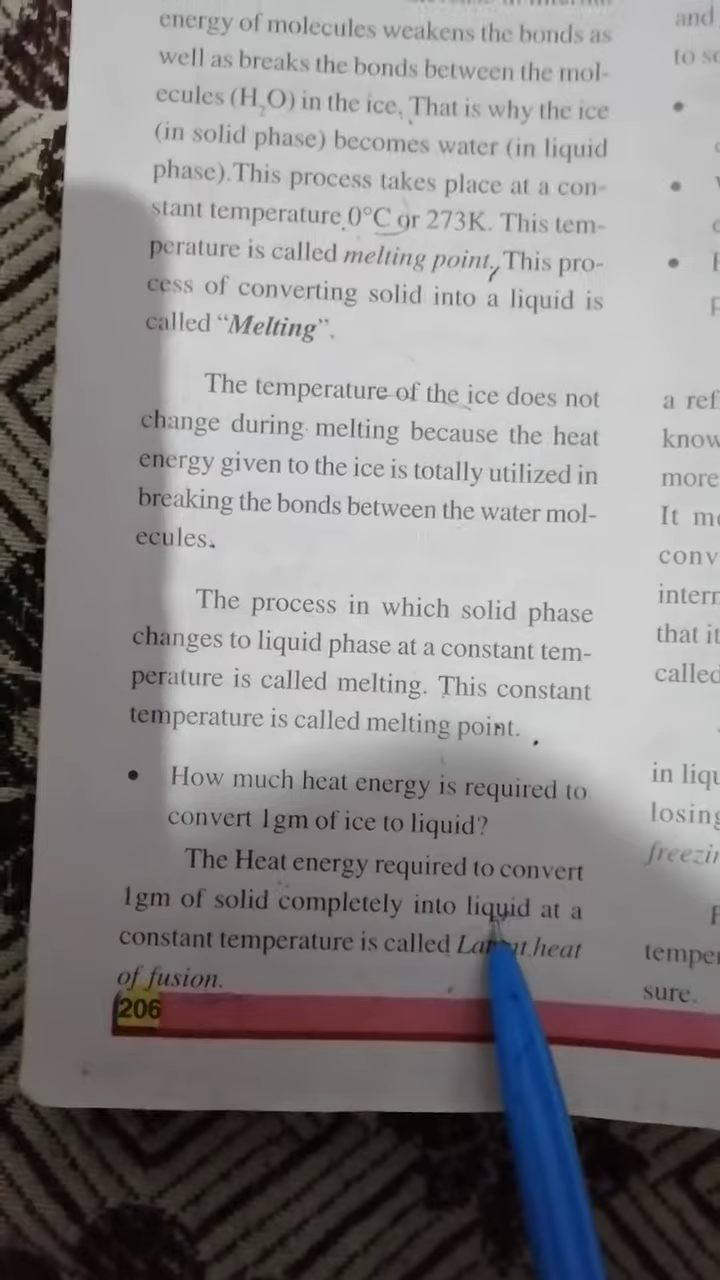 energy of molecules weakens the bonds as
well as breaks the bonds between the mol-
ecules (H₂O) in the ice. That is why the ice
(in solid phase) becomes water (in liquid
phase).This process takes place at a con-
stant temperature 0°C or 273K. This tem-
perature is called melting point. This pro-
cess of converting solid into a liquid is
called “Melting”.
The temperature of the ice does not
change during melting because the heat
energy given to the ice is totally utilized in
breaking the bonds between the water mol-
ecules.
The process in which solid phase
changes to liquid phase at a constant tem-
perature is called melting. This constant
temperature is called melting point.
• How much heat energy is required to
convert 1gm of ice to liquid?
The Heat energy required to convert
1gm of solid completely into liquid at a
constant temperature is called Latent heat
of fusion.
206
and
to
•
•
•
a
know
more
It
that it
called
in
losing
sure.